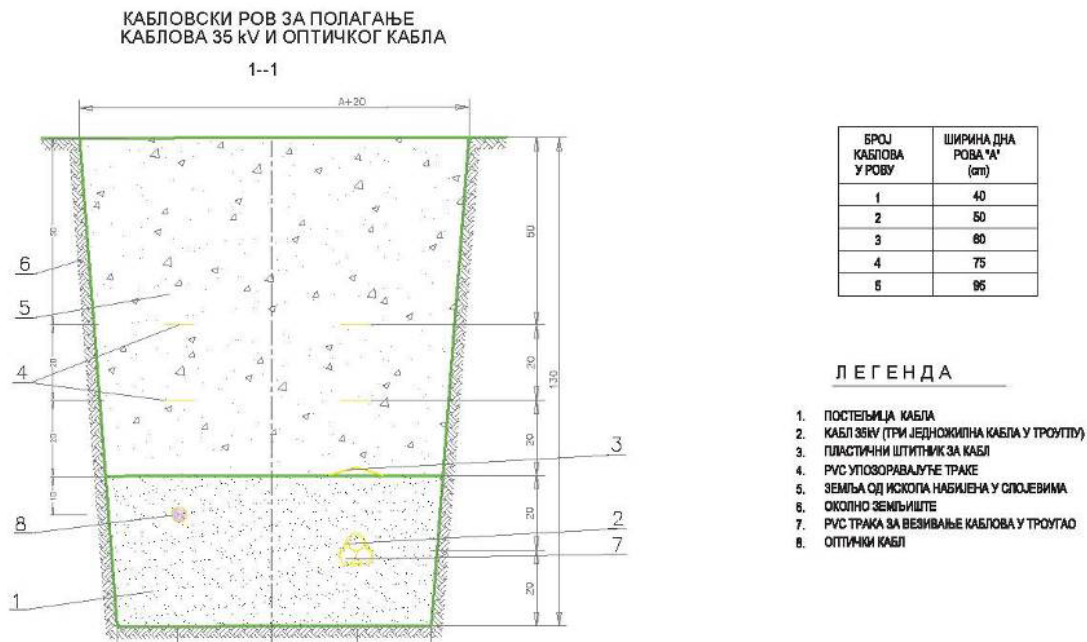 КАБЛОВСКИ РОВ ЗА ПОЛАГАЊЕ
КАБЛОВА 35 kV И ОПТИЧКОГ КАБЛА
1--1
A+20
50
20
20
10
50
20
20
20
20
130
6
5
4
8
1
3
2
7
БРОЈ КАБЛОВА У РОВУ
ШИРИНА ДНА РОВА "А" (cm)
1 40
2 50
3 60
4 75
5 95
ЛЕГЕНДА
1. ПОСТЕЉИЦА КАБЛА
2. КАБЛ 35kV (ТРИ ЈЕДНОЖИЛНА КАБЛА У ТРОУГЛУ)
3. ПЛАСТИЧНИ ШТИТНИК ЗА КАБЛ
4. PVC УПОЗОРАВАЈУЋЕ ТРАКЕ
5. ЗЕМЉА ОД ИСКОПА НАБИЈЕНА У СЛОЈЕВИМА
6. ОКОЛНО ЗЕМЉИШТЕ
7. PVC ТРАКА ЗА ВЕЗИВАЊЕ КАБЛОВА У ТРОУГАО
8. ОПТИЧКИ КАБЛ